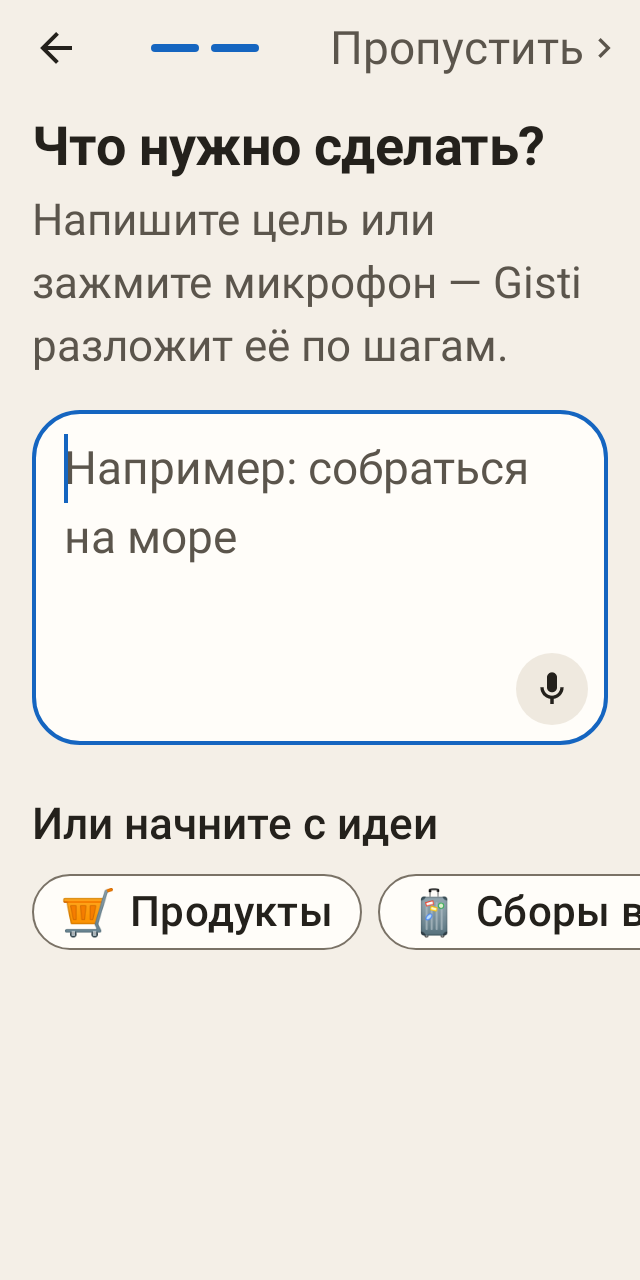 Пропустить
Что нужно сделать?
Напишите цель или
зажмите микрофон — Gisti
разложит её по шагам.
Например: собраться
на море
Или начните с идеи
Продукты
Сборы в